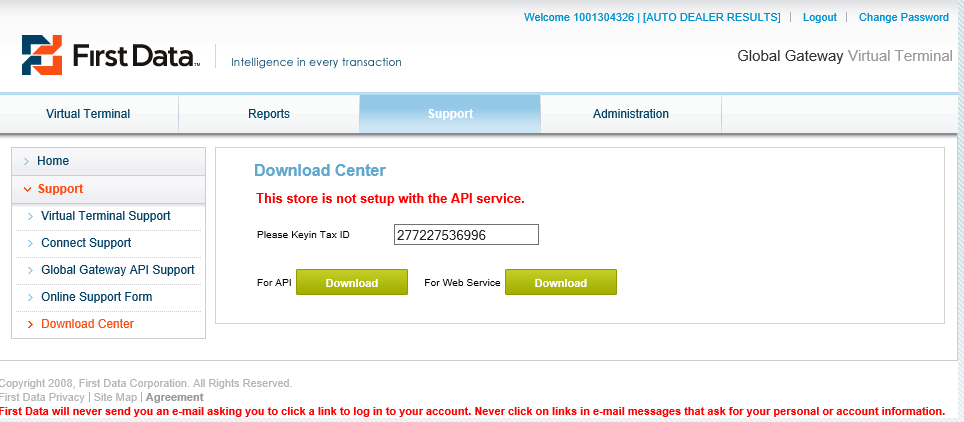 Welcome 1001304326 | [AUTO DEALER RESULTS] | Logout | Change Password
First Data™ | Intelligence in every transaction
Global Gateway Virtual Terminal
Virtual Terminal Reports Support Administration
Home
Support
Virtual Terminal Support
Connect Support
Global Gateway API Support
Online Support Form
Download Center
Download Center
This store is not setup with the API service.
Please Keyin Tax ID 277227536996
For API Download For Web Service Download
Copyright 2008, First Data Corporation. All Rights Reserved.
First Data Privacy | Site Map | Agreement
First Data will never send you an e-mail asking you to click a link to log in to your account. Never click on links in e-mail messages that ask for your personal or account information.